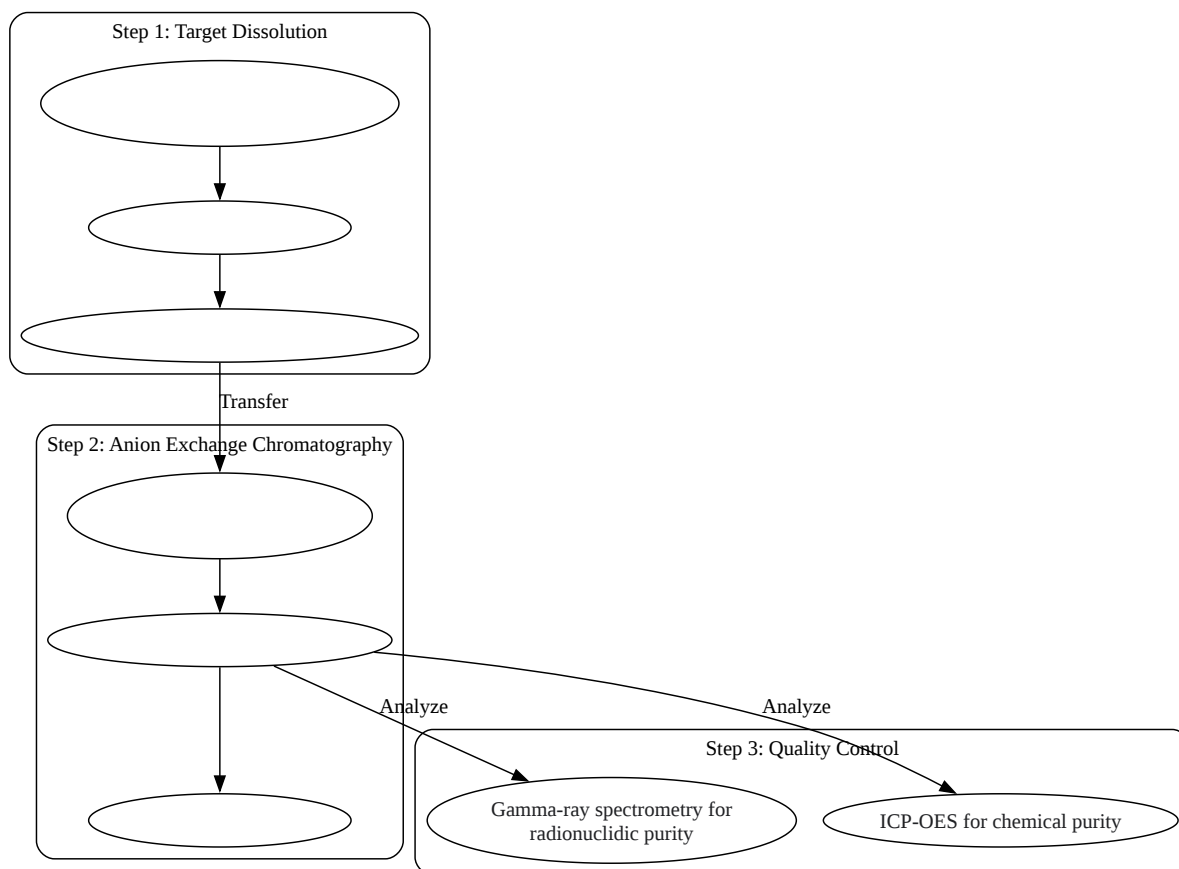 Step 1: Target Dissolution
Transfer
Step 2: Anion Exchange Chromatography
Analyze
Analyze
Step 3: Quality Control
Gamma-ray spectrometry for
radionuclidic purity
ICP-OES for chemical purity